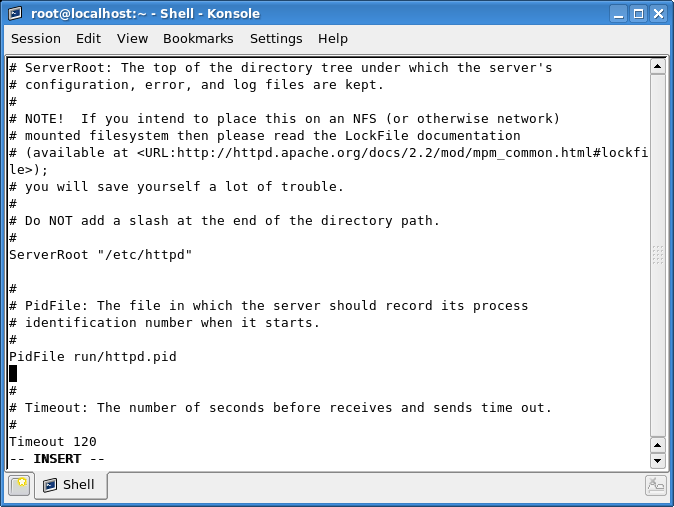 root@localhost:~ - Shell - Konsole
Session Edit View Bookmarks Settings Help
# ServerRoot: The top of the directory tree under which the server's
# configuration, error, and log files are kept.
#
# NOTE!  If you intend to place this on an NFS (or otherwise network)
# mounted filesystem then please read the LockFile documentation
# (available at <URL:http://httpd.apache.org/docs/2.2/mod/mpm_common.html#lockfi
le>);
# you will save yourself a lot of trouble.
#
# Do NOT add a slash at the end of the directory path.
#
ServerRoot "/etc/httpd"
#
# PidFile: The file in which the server should record its process
# identification number when it starts.
#
PidFile run/httpd.pid
#
# Timeout: The number of seconds before receives and sends time out.
#
Timeout 120
-- INSERT --
Shell